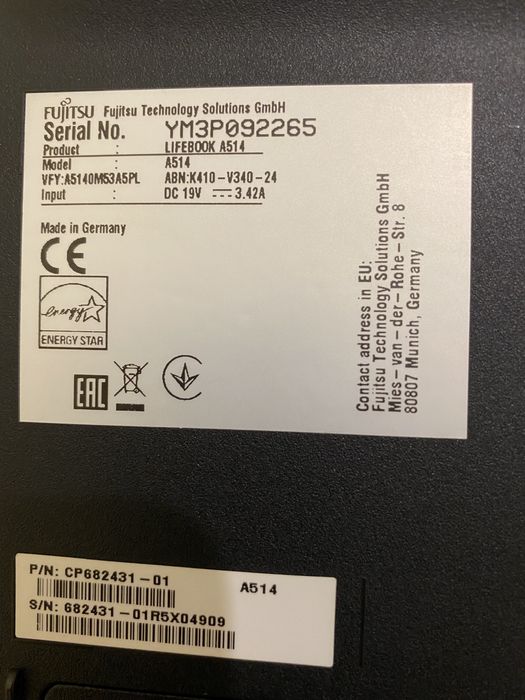 FUJITSU Fujitsu Technology Solutions GmbH
Serial No. YM3P092265
Product : LIFEBOOK A514
Model : A514
VFY:A5140M53A5PL ABN:K410-V340-24
Input : DC 19V ⎓ 3.42A
Made in Germany
CE
energy
ENERGY STAR
EAC
Contact address in EU:
Fujitsu Technology Solutions GmbH
Mies-van-der-Rohe-Str. 8
80807 Munich, Germany
P/N: CP682431-01
A514
S/N: 682431-01R5X04909